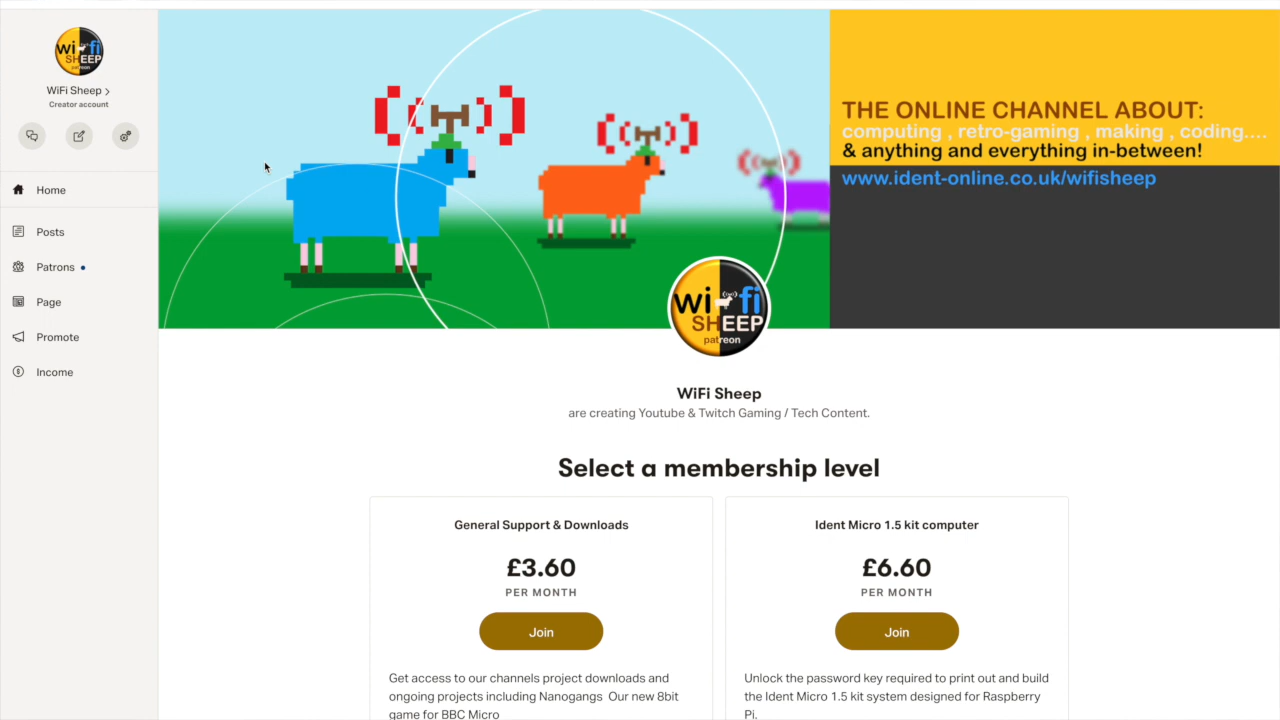 wi fi
SHEEP
patreon
WiFi Sheep
Creator account
Home
Posts
Patrons
Page
Promote
Income
THE ONLINE CHANNEL ABOUT:
computing , retro-gaming , making , coding....
& anything and everything in-between!
www.ident-online.co.uk/wifisheep
wi fi
SHEEP
patreon
WiFi Sheep
are creating Youtube & Twitch Gaming / Tech Content.
Select a membership level
General Support & Downloads
£3.60
PER MONTH
Join
Get access to our channels project downloads and
ongoing projects including Nanogangs Our new 8bit
game for BBC Micro
Ident Micro 1.5 kit computer
£6.60
PER MONTH
Join
Unlock the password key required to print out and build
the Ident Micro 1.5 kit system designed for Raspberry
Pi.